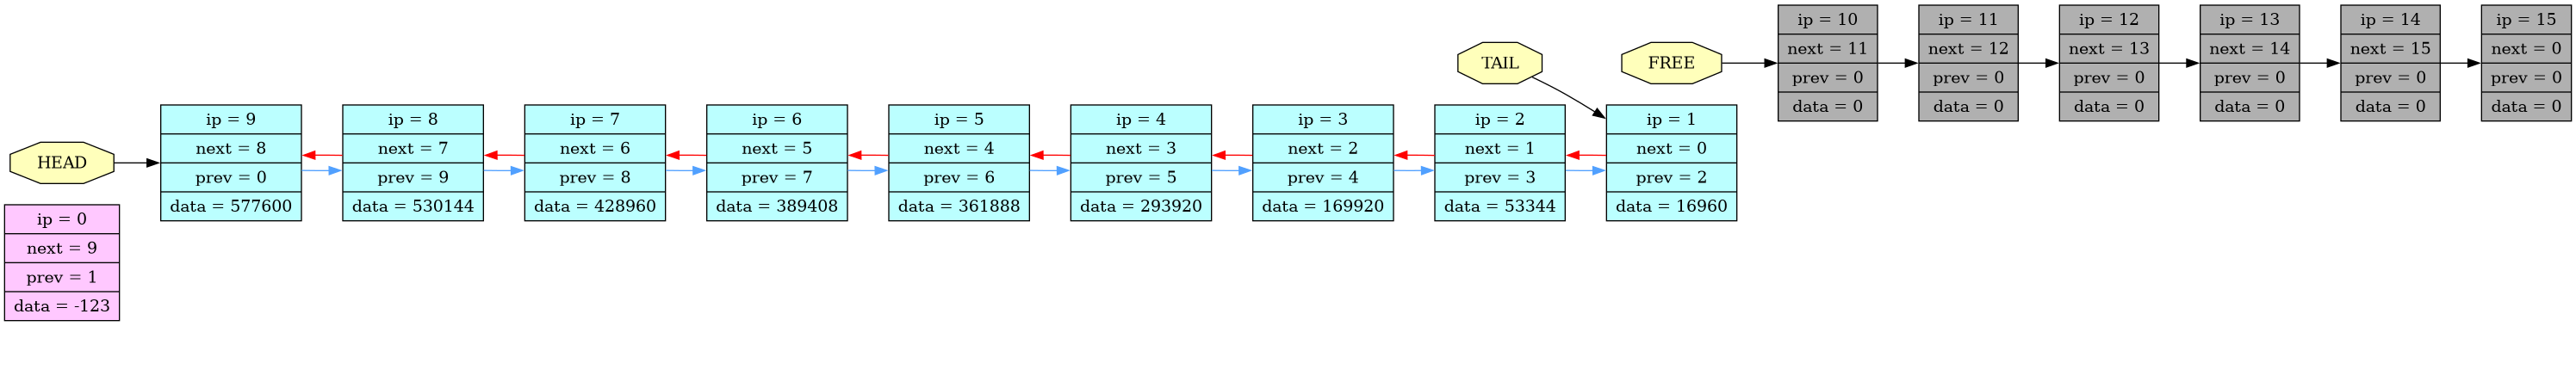 HEAD
ip = 9
next = 8
prev = 0
data = 577600
ip = 8
next = 7
prev = 9
data = 530144
ip = 7
next = 6
prev = 8
data = 428960
ip = 6
next = 5
prev = 7
data = 389408
ip = 5
next = 4
prev = 6
data = 361888
ip = 4
next = 3
prev = 5
data = 293920
ip = 3
next = 2
prev = 4
data = 169920
ip = 2
next = 1
prev = 3
data = 53344
TAIL
ip = 1
next = 0
prev = 2
data = 16960
FREE
ip = 10
next = 11
prev = 0
data = 0
ip = 11
next = 12
prev = 0
data = 0
ip = 12
next = 13
prev = 0
data = 0
ip = 13
next = 14
prev = 0
data = 0
ip = 14
next = 15
prev = 0
data = 0
ip = 15
next = 0
prev = 0
data = 0
ip = 0
next = 9
prev = 1
data = -123